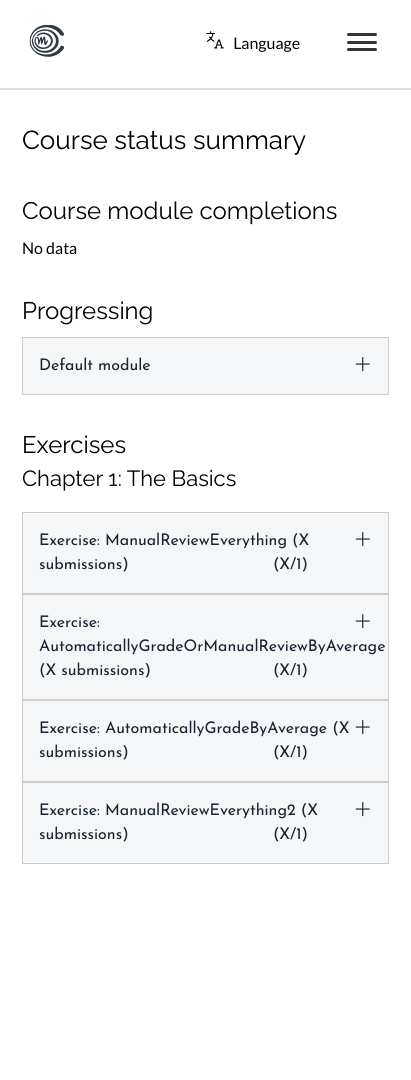 Language
Course status summary
Course module completions
No data
Progressing
Default module
Exercises
Chapter 1: The Basics
Exercise: ManualReviewEverything (X
submissions) (X/1)
Exercise:
AutomaticallyGradeOrManualReviewByAverage
(X submissions) (X/1)
Exercise: AutomaticallyGradeByAverage (X
submissions) (X/1)
Exercise: ManualReviewEverything2 (X
submissions) (X/1)